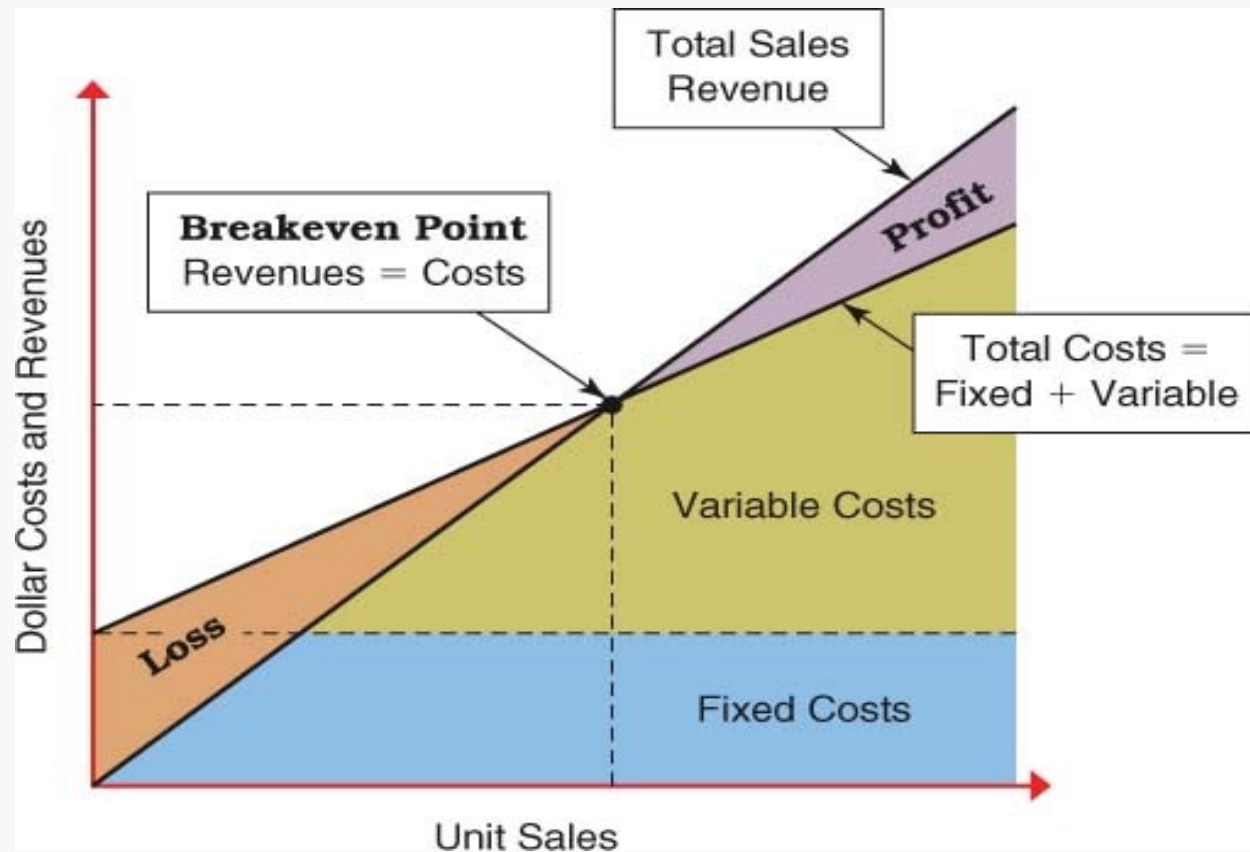 Total Sales
Revenue
Breakeven Point
Revenues = Costs
Profit
Total Costs =
Fixed + Variable
Dollar Costs and Revenues
Variable Costs
Loss
Fixed Costs
Unit Sales